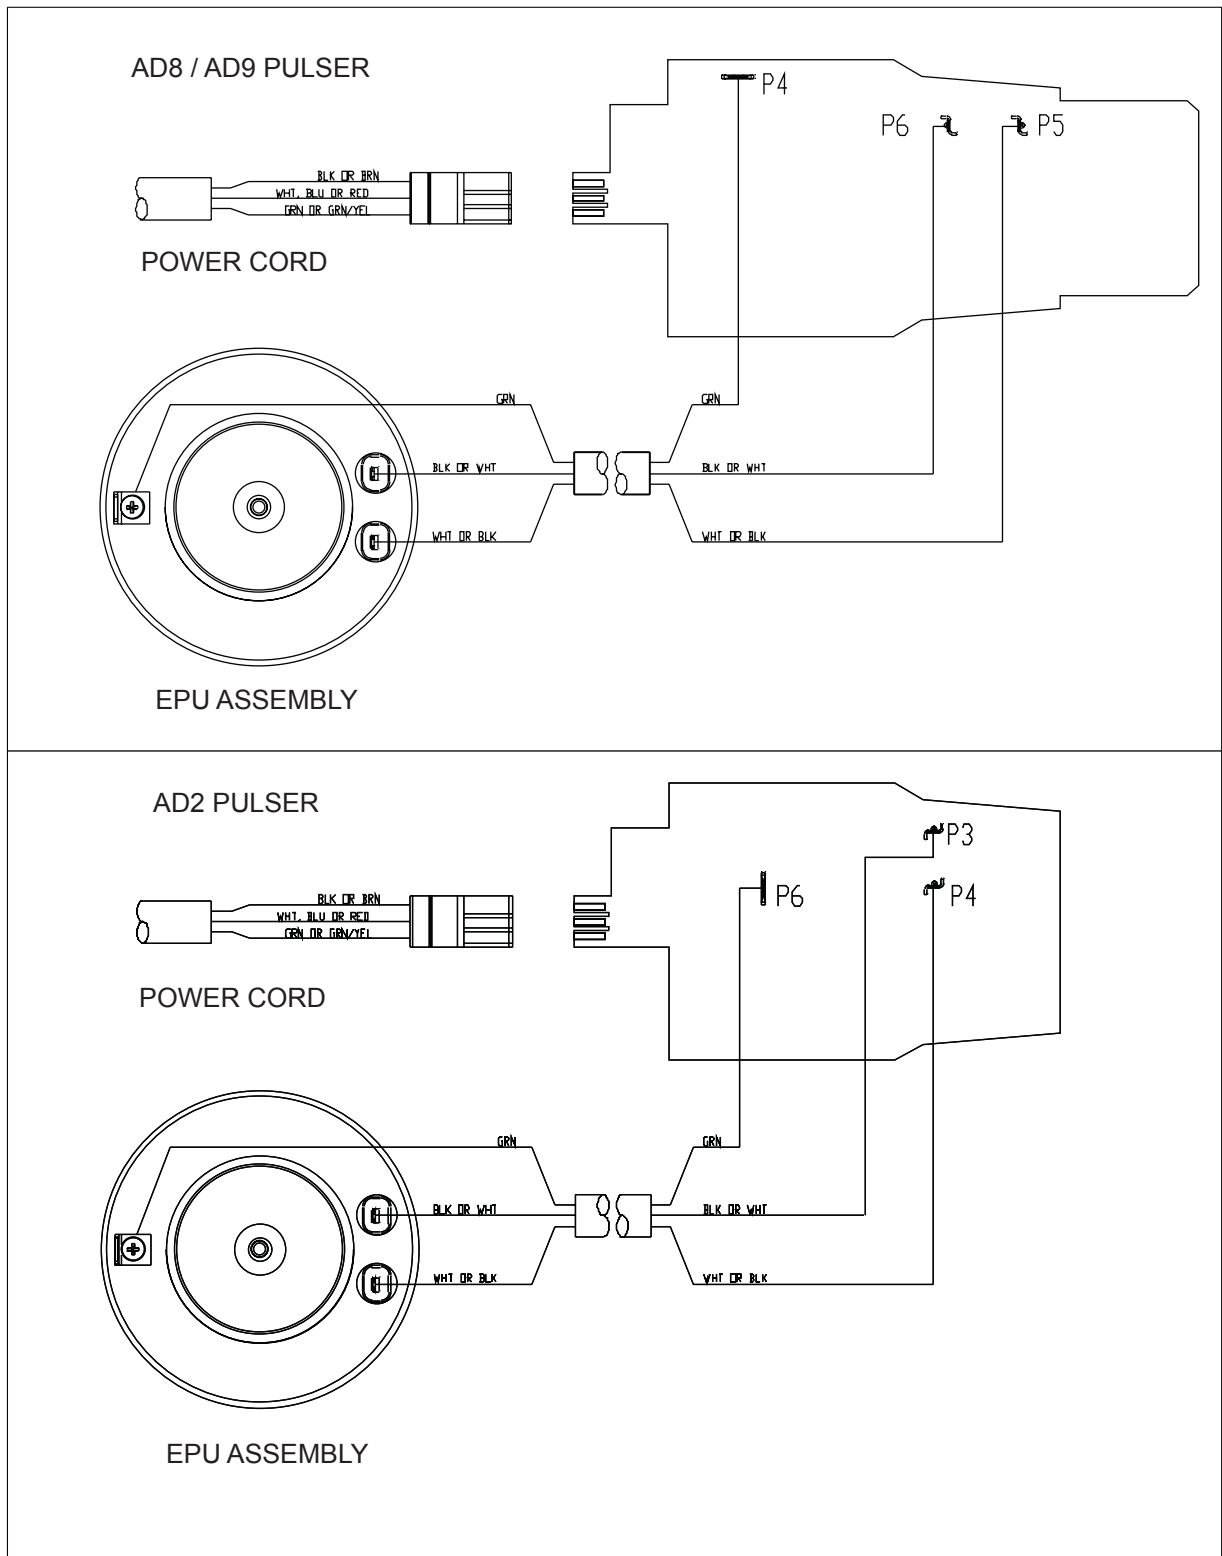 AD8 / AD9 PULSER
P4
P6
P5
BLK OR BRN
WHT, BLU OR RED
GRN OR GRN/YEL
POWER CORD
GRN
GRN
BLK OR WHT
BLK OR WHT
WHT OR BLK
WHT OR BLK
EPU ASSEMBLY
AD2 PULSER
P3
P6
P4
BLK OR BRN
WHT, BLU OR RED
GRN OR GRN/YEL
POWER CORD
GRN
GRN
BLK OR WHT
BLK OR WHT
WHT OR BLK
WHT OR BLK
EPU ASSEMBLY